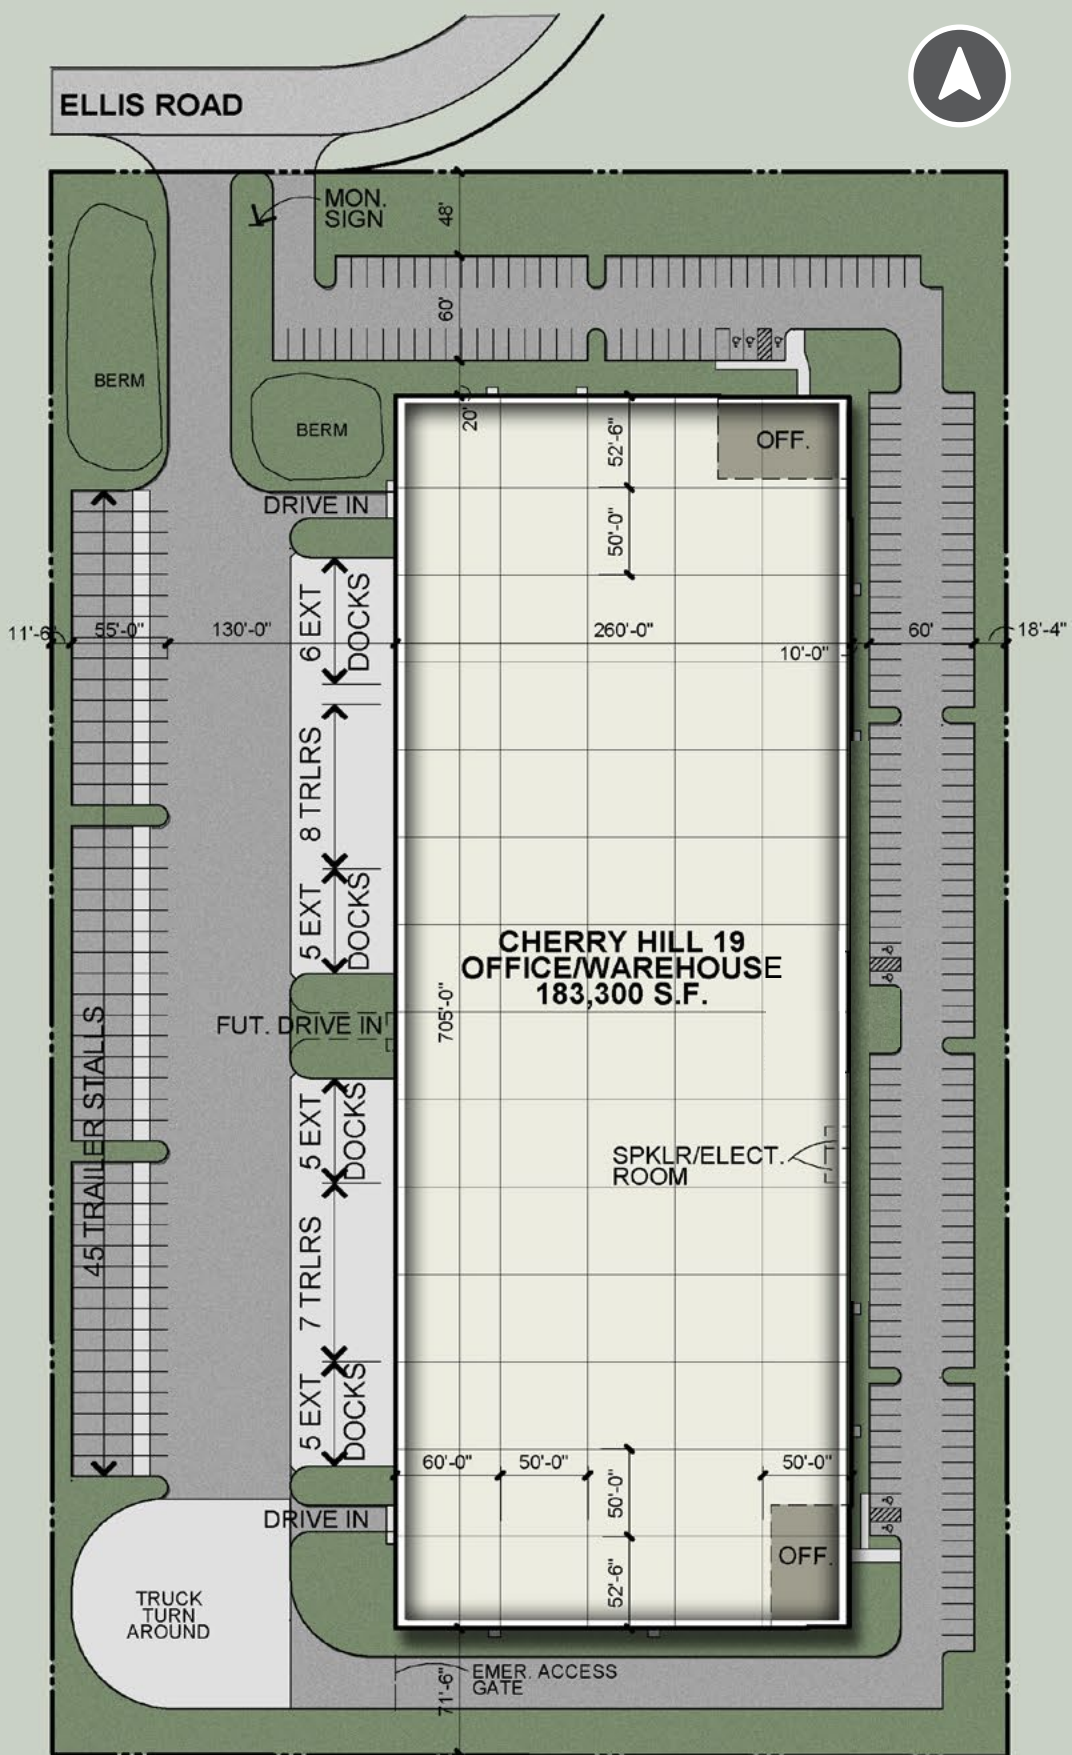 ELLIS ROAD
MON.
SIGN
48'
60'
BERM
BERM
20'
52'-6"
OFF.
DRIVE IN
50'-0"
6 EXT
DOCKS
11'-6"
55'-0"
130'-0"
260'-0"
10'-0"
60'
18'-4"
8 TRLRS
5 EXT
DOCKS
CHERRY HILL 19
OFFICE/WAREHOUSE
183,300 S.F.
705'-0"
FUT. DRIVE IN
45 TRAILER STALLS
5 EXT
DOCKS
SPKLR/ELECT.
ROOM
7 TRLRS
5 EXT
DOCKS
60'-0"
50'-0"
50'-0"
50'-0"
DRIVE IN
OFF.
52'-6"
TRUCK
TURN
AROUND
EMER. ACCESS
GATE
71'-6"